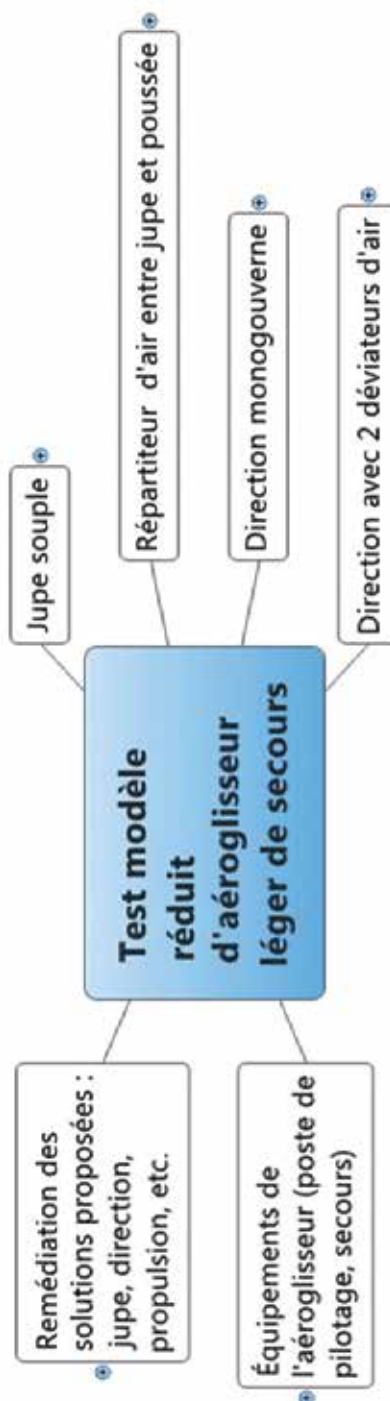 Test modèle
réduit
d'aéroglisseur
léger de secours
Jupe souple
Répartiteur d'air entre jupe et poussée
Direction monogouverne
Direction avec 2 déviateurs d'air
Remédiation des
solutions proposées :
jupe, direction,
propulsion, etc.
Équipements de
l'aéroglisseur (poste de
pilotage, secours)